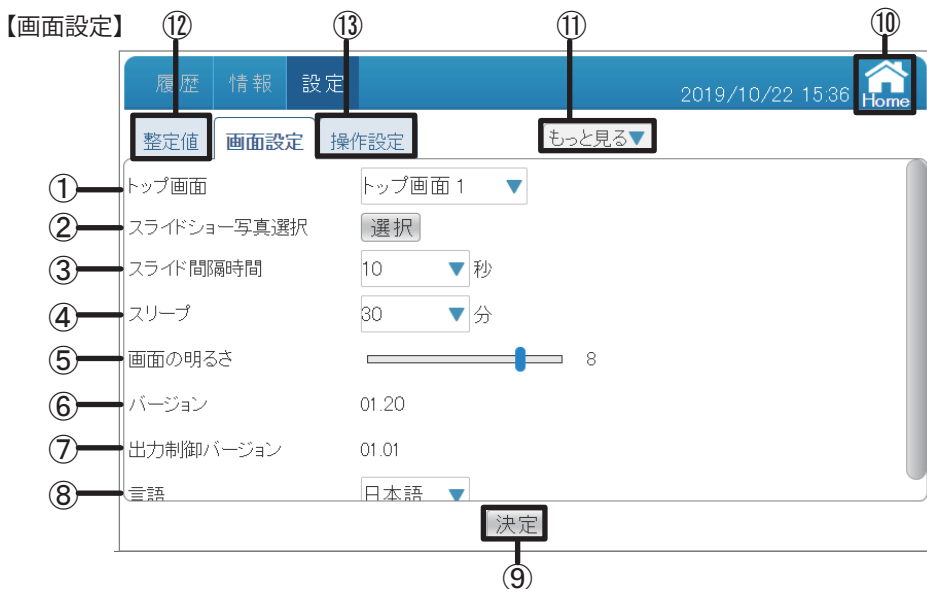 【画面設定】 ⑫ ⑬ ⑪ ⑩
履歴 情報 設定 2019/10/22 15:36 Home
整定値 画面設定 操作設定 もっと見る▼
① トップ画面 トップ画面 1 ▼
② スライドショー写真選択 選択
③ スライド間隔時間 10 ▼ 秒
④ スリープ 30 ▼ 分
⑤ 画面の明るさ 8
⑥ バージョン 01.20
⑦ 出力制御バージョン 01.01
⑧ 言語 日本語 ▼
決定
⑨